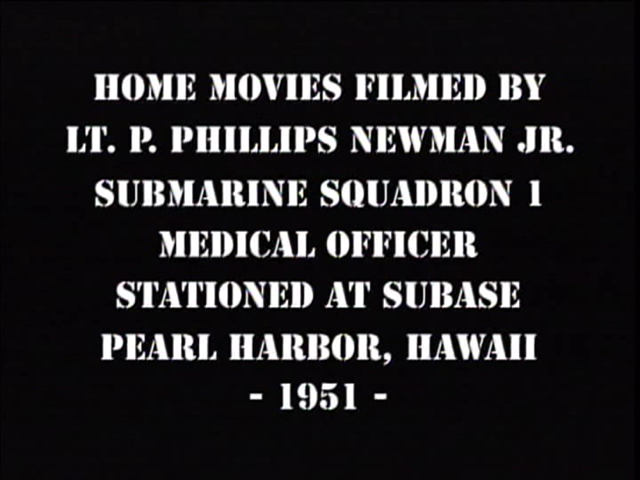 HOME MOVIES FILMED BY
LT. P. PHILLIPS NEWMAN JR.
SUBMARINE SQUADRON 1
MEDICAL OFFICER
STATIONED AT SUBASE
PEARL HARBOR, HAWAII
- 1951 -